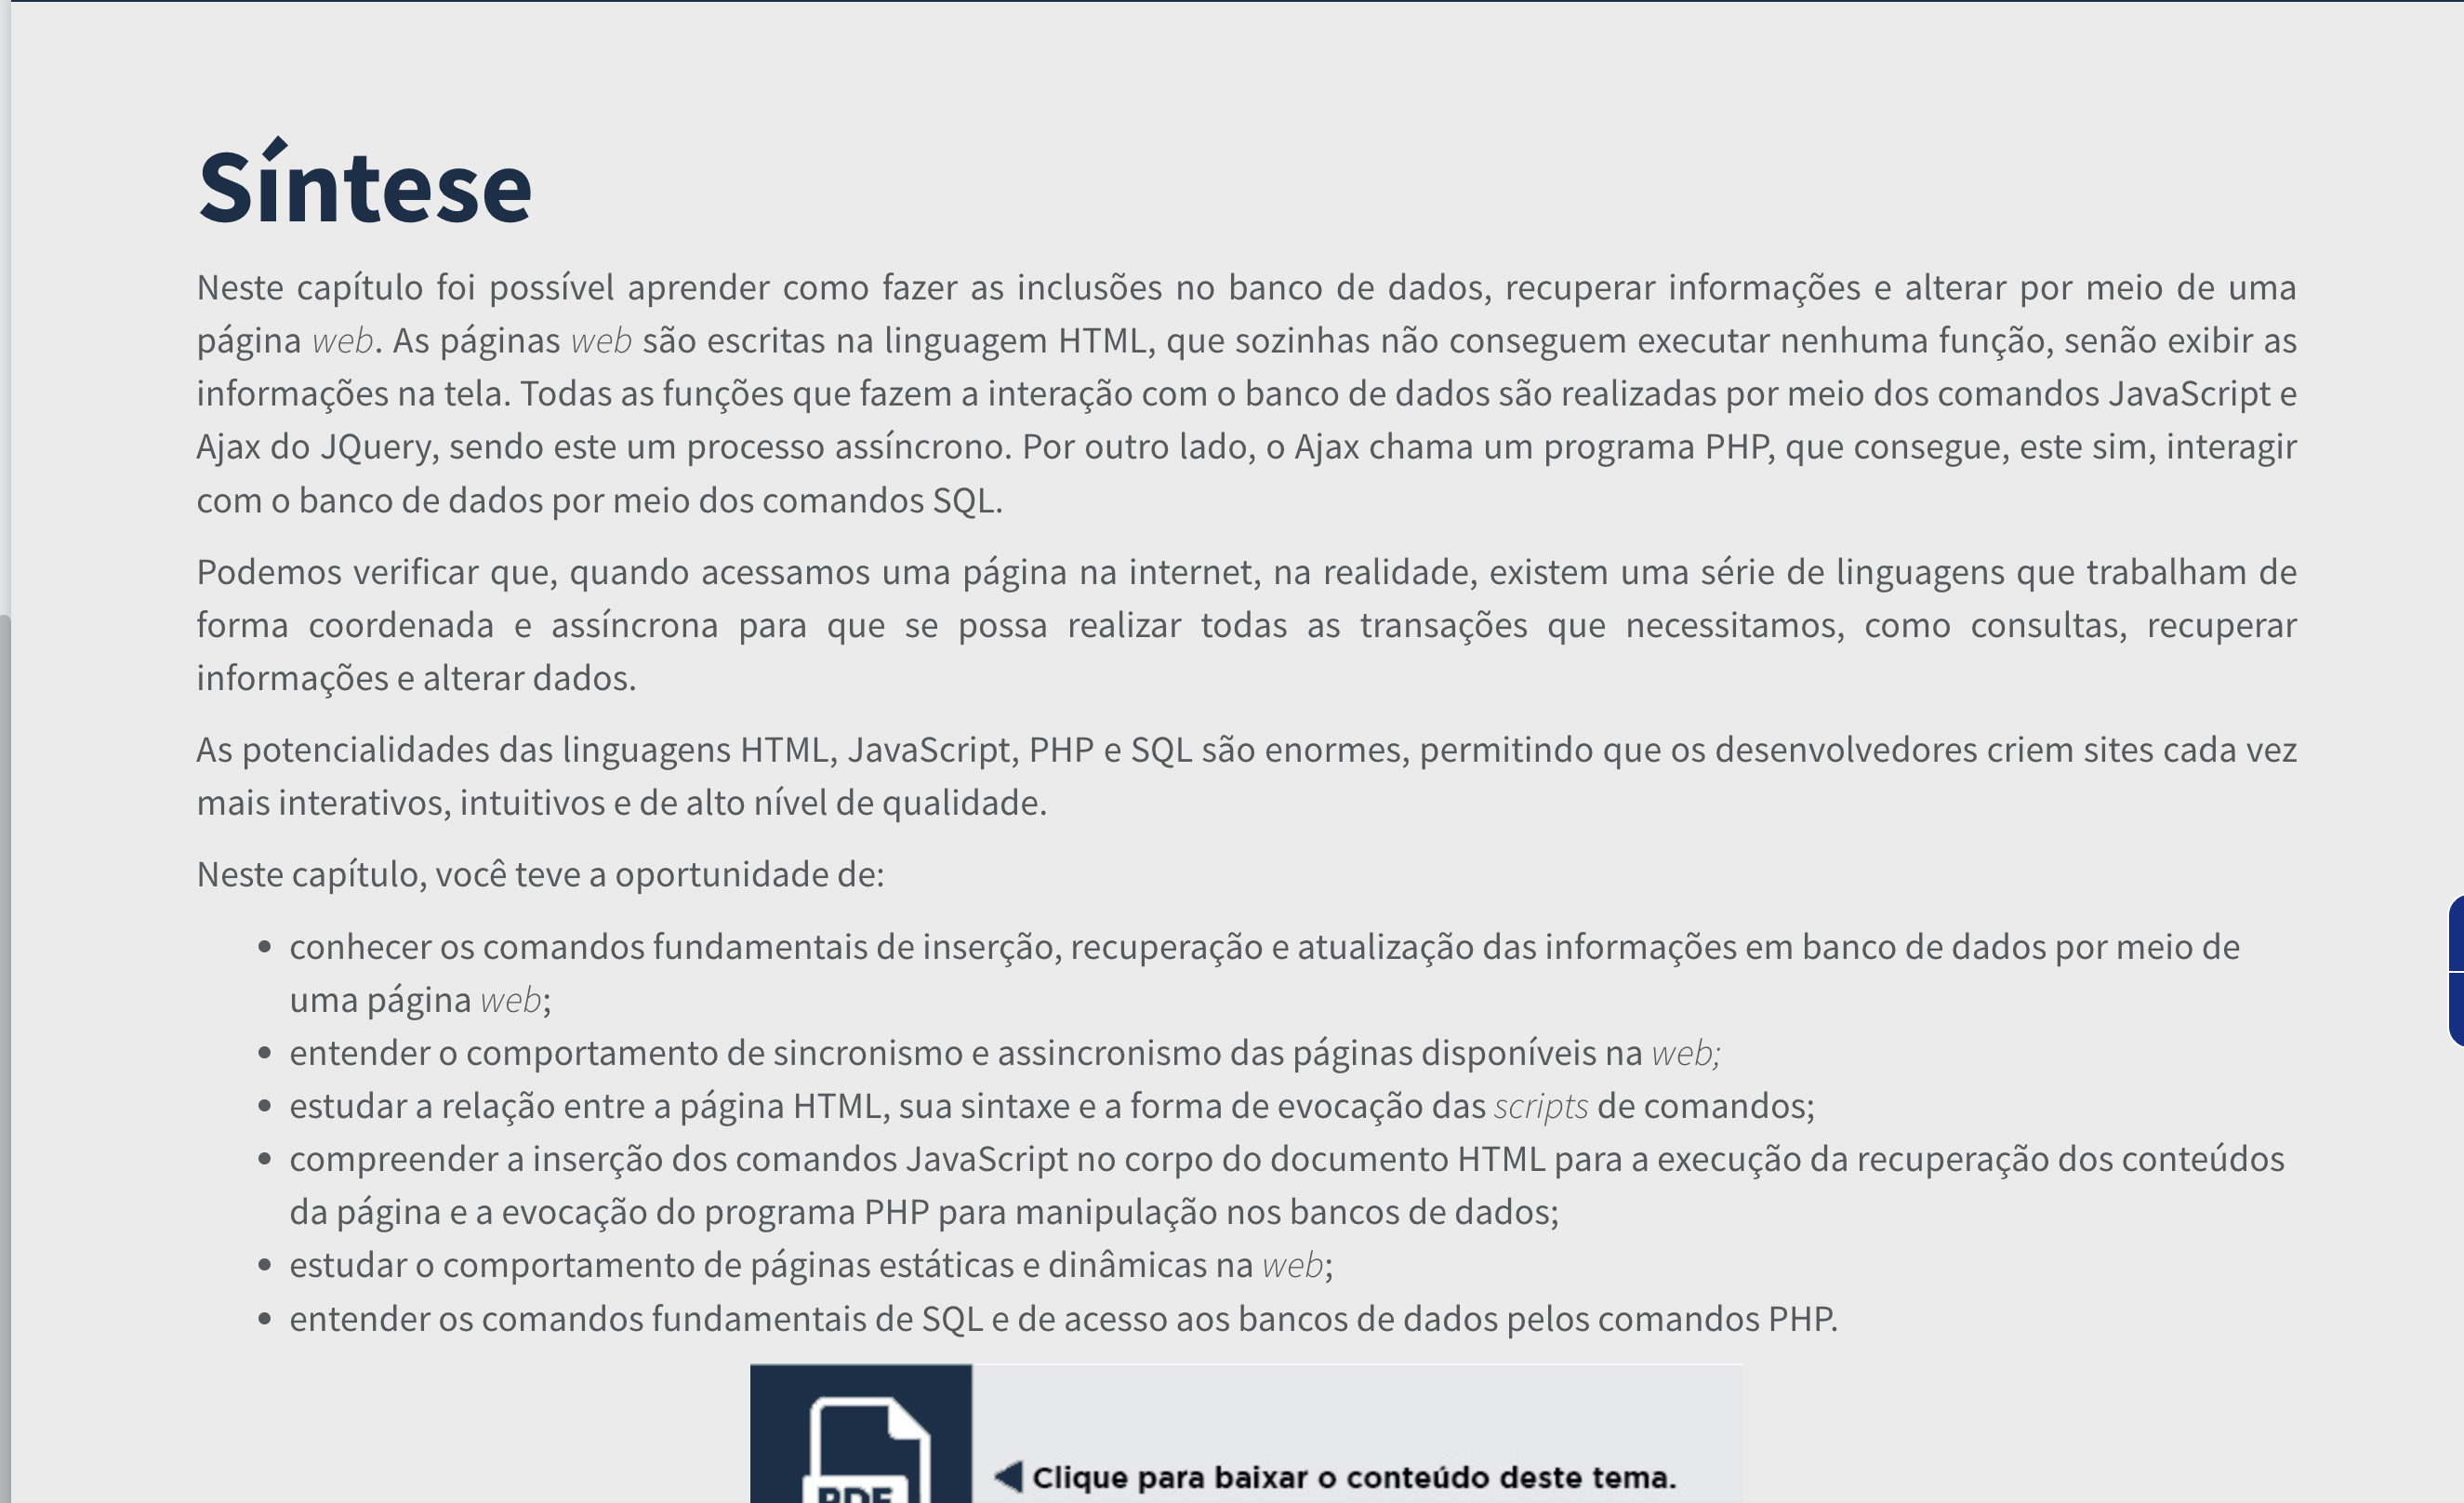 Síntese
Neste capítulo foi possível aprender como fazer as inclusões no banco de dados, recuperar informações e alterar por meio de uma
página web. As páginas web são escritas na linguagem HTML, que sozinhas não conseguem executar nenhuma função, senão exibir as
informações na tela. Todas as funções que fazem a interação com o banco de dados são realizadas por meio dos comandos JavaScript e
Ajax do JQuery, sendo este um processo assíncrono. Por outro lado, o Ajax chama um programa PHP, que consegue, este sim, interagir
com o banco de dados por meio dos comandos SQL.
Podemos verificar que, quando acessamos uma página na internet, na realidade, existem uma série de linguagens que trabalham de
forma coordenada e assíncrona para que se possa realizar todas as transações que necessitamos, como consultas, recuperar
informações e alterar dados.
As potencialidades das linguagens HTML, JavaScript, PHP e SQL são enormes, permitindo que os desenvolvedores criem sites cada vez
mais interativos, intuitivos e de alto nível de qualidade.
Neste capítulo, você teve a oportunidade de:
• conhecer os comandos fundamentais de inserção, recuperação e atualização das informações em banco de dados por meio de
uma página web;
• entender o comportamento de sincronismo e assincronismo das páginas disponíveis na web;
• estudar a relação entre a página HTML, sua sintaxe e a forma de evocação das scripts de comandos;
• compreender a inserção dos comandos JavaScript no corpo do documento HTML para a execução da recuperação dos conteúdos
da página e a evocação do programa PHP para manipulação nos bancos de dados;
• estudar o comportamento de páginas estáticas e dinâmicas na web;
• entender os comandos fundamentais de SQL e de acesso aos bancos de dados pelos comandos PHP.
Clique para baixar o conteúdo deste tema.
PDF